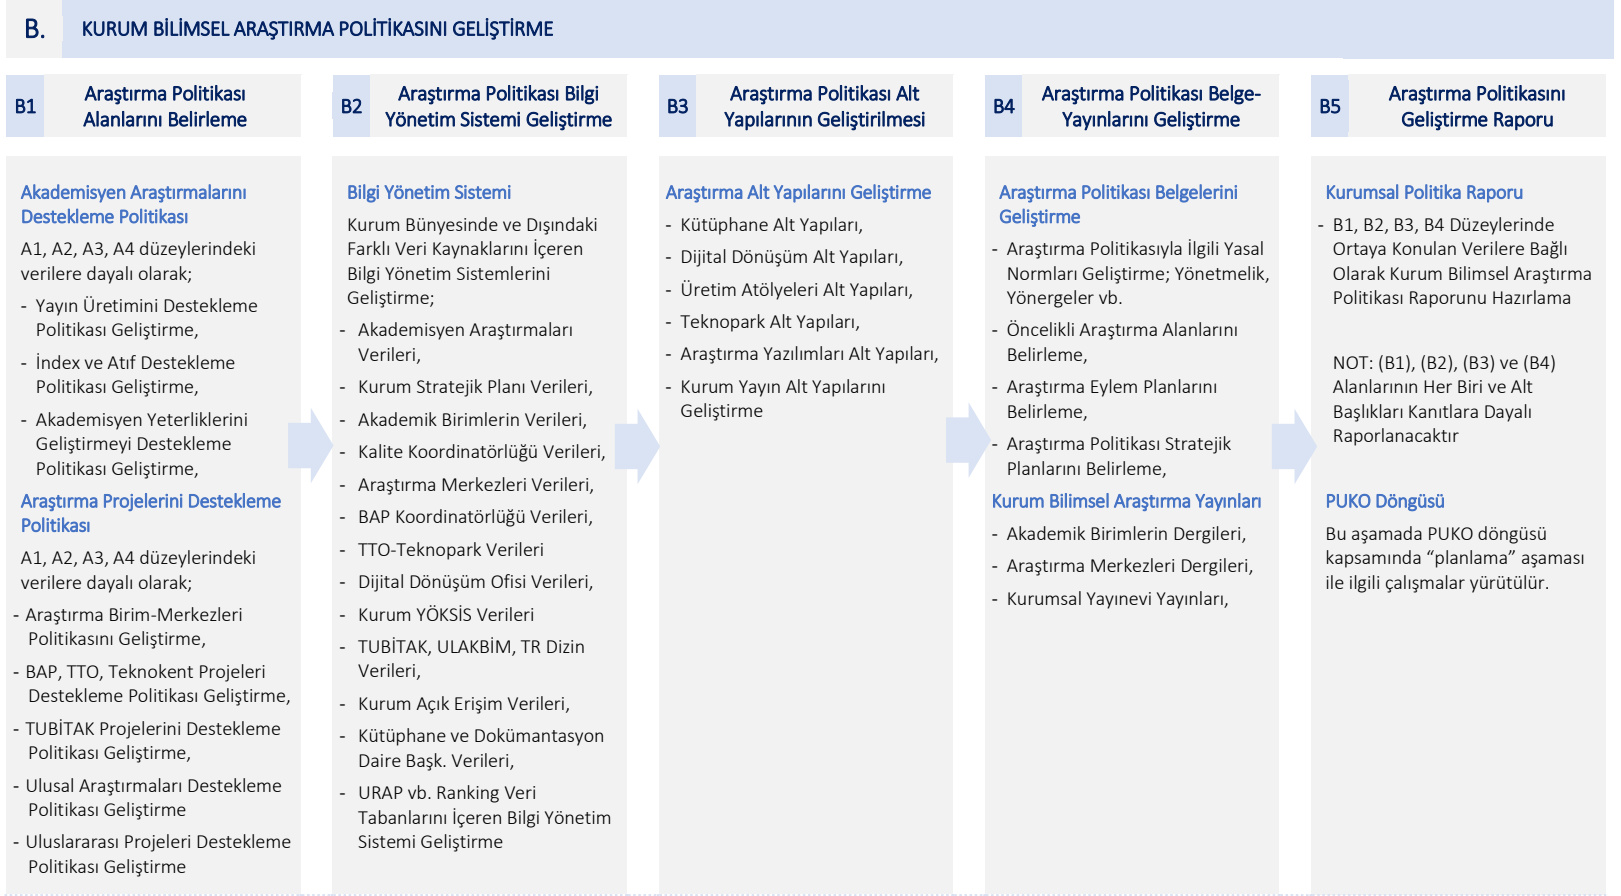 B.
KURUM BİLİMSEL ARAŞTIRMA POLİTİKASINI GELİŞTİRME
B1
Araştırma Politikası
Alanlarını Belirleme
B2
Araştırma Politikası Bilgi
Yönetim Sistemi Geliştirme
B3
Araştırma Politikası Alt
Yapılarının Geliştirilmesi
B4
Araştırma Politikası Belge-
Yayınlarını Geliştirme
B5
Araştırma Politikasını
Geliştirme Raporu
Akademisyen Araştırmalarını
Destekleme Politikası
A1, A2, A3, A4 düzeylerindeki
verilere dayalı olarak;
- Yayın Üretimini Destekleme
Politikası Geliştirme,
- İndex ve Atıf Destekleme
Politikası Geliştirme,
- Akademisyen Yeterliklerini
Geliştirmeyi Destekleme
Politikası Geliştirme,
Araştırma Projelerini Destekleme
Politikası
A1, A2, A3, A4 düzeylerindeki
verilere dayalı olarak;
- Araştırma Birim-Merkezleri
Politikasını Geliştirme,
- BAP, TTO, Teknokent Projeleri
Destekleme Politikası Geliştirme,
- TUBİTAK Projelerini Destekleme
Politikası Geliştirme,
- Ulusal Araştırmaları Destekleme
Politikası Geliştirme
- Uluslararası Projeleri Destekleme
Politikası Geliştirme
Bilgi Yönetim Sistemi
Kurum Bünyesinde ve Dışındaki
Farklı Veri Kaynaklarını İçeren
Bilgi Yönetim Sistemlerini
Geliştirme;
- Akademisyen Araştırmaları
Verileri,
- Kurum Stratejik Planı Verileri,
- Akademik Birimlerin Verileri,
- Kalite Koordinatörlüğü Verileri,
- Araştırma Merkezleri Verileri,
- BAP Koordinatörlüğü Verileri,
- TTO-Teknopark Verileri
- Dijital Dönüşüm Ofisi Verileri,
- Kurum YÖKSİS Verileri
- TUBİTAK, ULAKBİM, TR Dizin
Verileri,
- Kurum Açık Erişim Verileri,
- Kütüphane ve Dokümantasyon
Daire Başk. Verileri,
- URAP vb. Ranking Veri
Tabanlarını İçeren Bilgi Yönetim
Sistemi Geliştirme
Araştırma Alt Yapılarını Geliştirme
- Kütüphane Alt Yapıları,
- Dijital Dönüşüm Alt Yapıları,
- Üretim Atölyeleri Alt Yapıları,
- Teknopark Alt Yapıları,
- Araştırma Yazılımları Alt Yapıları,
- Kurum Yayın Alt Yapılarını
Geliştirme
Araştırma Politikası Belgelerini
Geliştirme
- Araştırma Politikasıyla İlgili Yasal
Normları Geliştirme; Yönetmelik,
Yönergeler vb.
- Öncelikli Araştırma Alanlarını
Belirleme,
- Araştırma Eylem Planlarını
Belirleme,
- Araştırma Politikası Stratejik
Planlarını Belirleme,
Kurum Bilimsel Araştırma Yayınları
- Akademik Birimlerin Dergileri,
- Araştırma Merkezleri Dergileri,
- Kurumsal Yayınevi Yayınları,
Kurumsal Politika Raporu
- B1, B2, B3, B4 Düzeylerinde
Ortaya Konulan Verilere Bağlı
Olarak Kurum Bilimsel Araştırma
Politikası Raporunu Hazırlama
NOT: (B1), (B2), (B3) ve (B4)
Alanlarının Her Biri ve Alt
Başlıkları Kanıtlara Dayalı
Raporlanacaktır
PUKO Döngüsü
Bu aşamada PUKO döngüsü
kapsamında “planlama” aşaması
ile ilgili çalışmalar yürütülür.